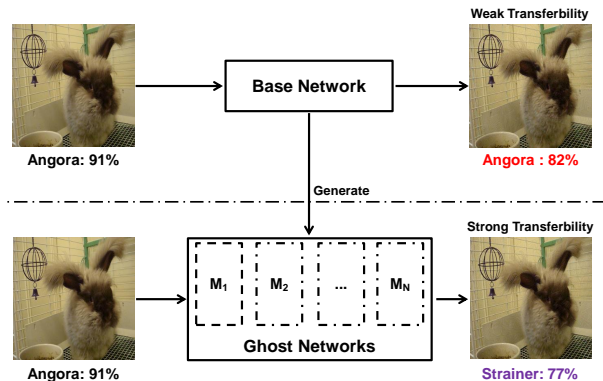 Weak Transferbility
Base Network
Angora: 91%
Angora : 82%
Generate
Strong Transferbility
M1 M2 ... MN
Ghost Networks
Angora: 91%
Strainer: 77%